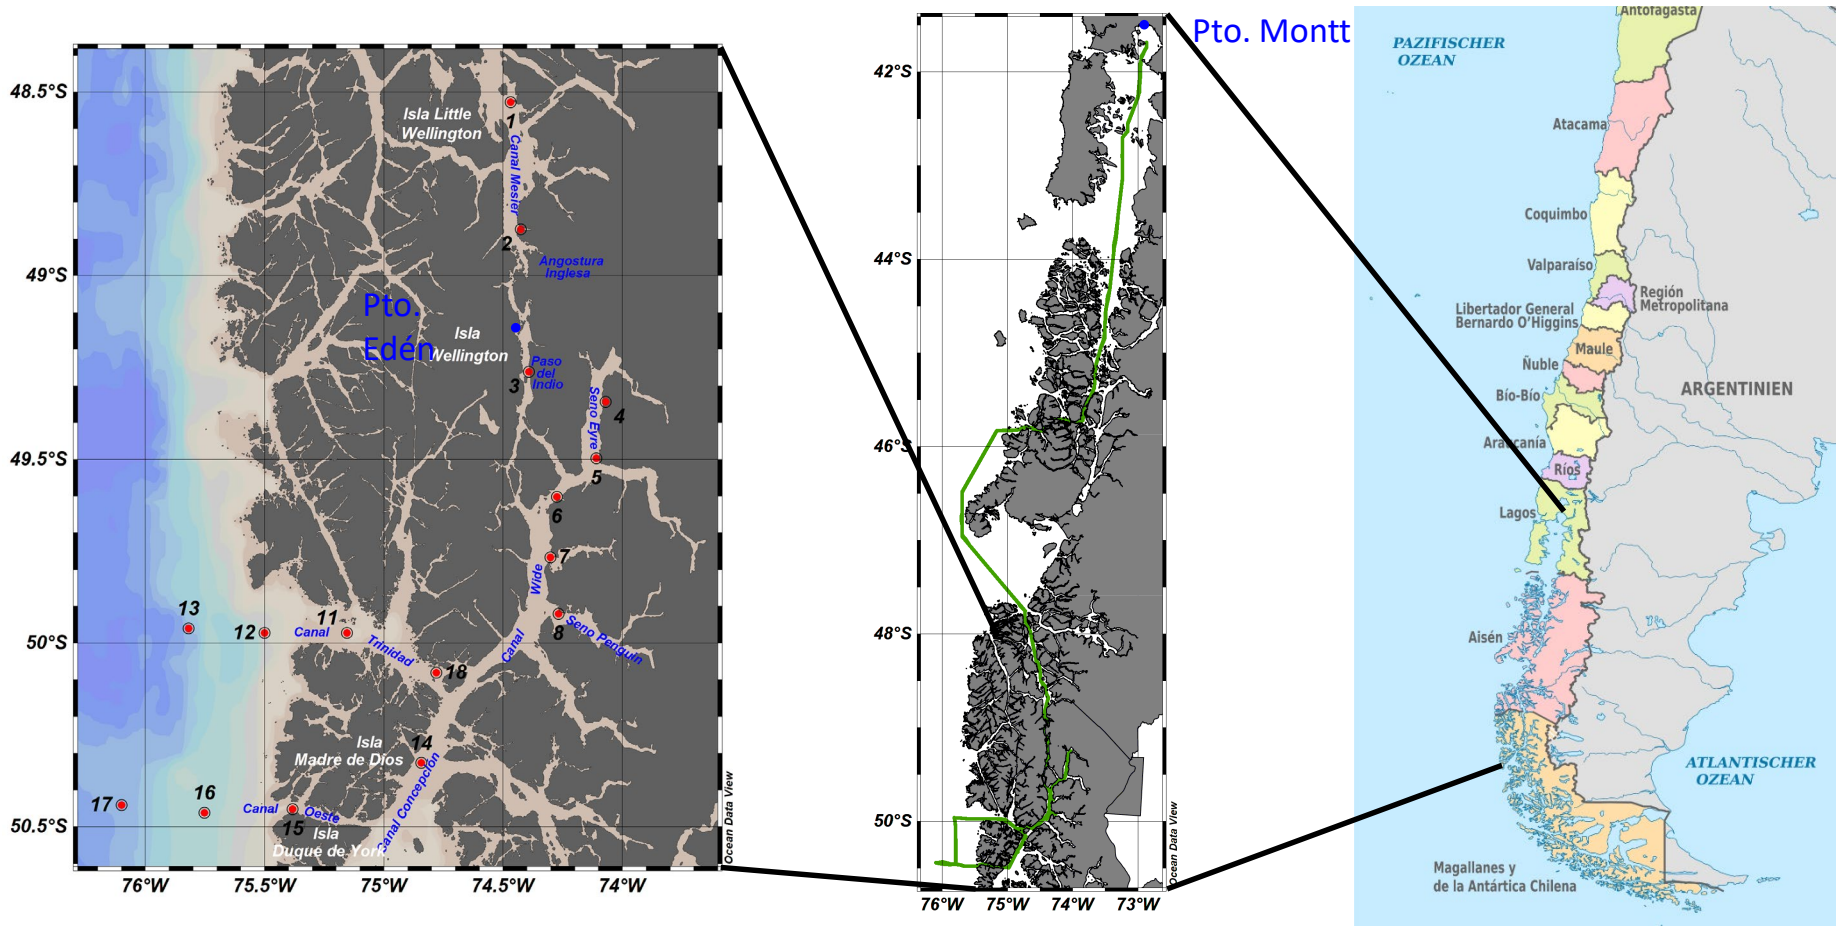 48.5°S
49°S
49.5°S
50°S
50.5°S
76°W
75.5°W
75°W
74.5°W
74°W
Isla Little
Wellington
1
Canal Messier
2
Angostura
Inglesa
Pto.
Edén
Isla
Wellington
3
Paso
del
Indio
Seno Eyre
4
5
6
7
Wide
8
Seno Penguin
Canal
13
12
11
Canal
Trinidad
18
14
Isla
Madre de Dios
Canal Concepción
17
16
Canal
Oeste
15
Isla
Duque de York
Ocean Data View
Pto. Montt
42°S
44°S
46°S
48°S
50°S
76°W
75°W
74°W
73°W
Ocean Data View
Antofagasta
PAZIFISCHER
OZEAN
Atacama
Coquimbo
Valparaíso
Región
Metropolitana
Libertador General
Bernardo O'Higgins
Maule
Ñuble
Bío-Bío
ARGENTINIEN
Araucanía
Ríos
Lagos
Aisén
ATLANTISCHER
OZEAN
Magallanes y
de la Antártica Chilena